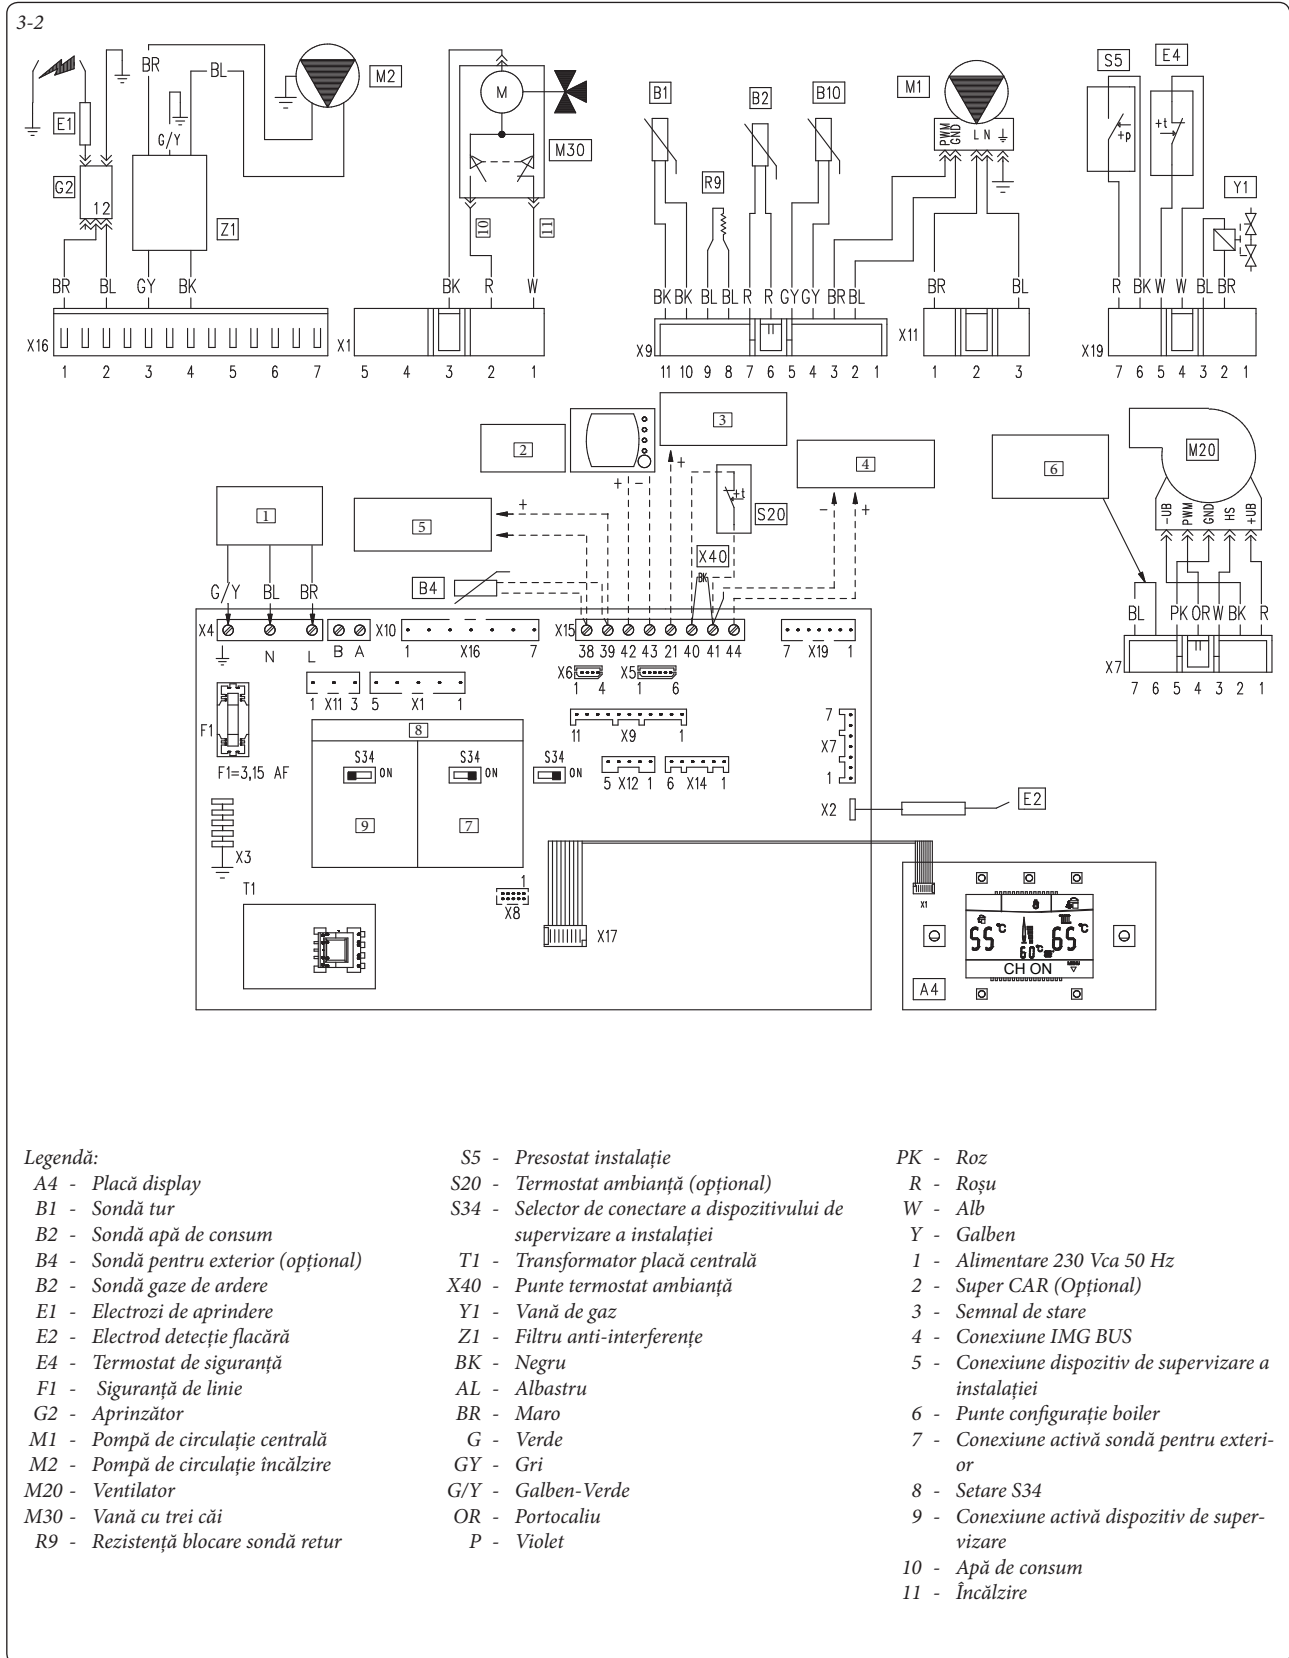 3-2
BR
BL
M2
E1
G/Y
G2
1 2
Z1
BR BL GY BK
X16
1 2 3 4 5 6 7
M
M30
10
11
BK R W
X1
5 4 3 2 1
B1
B2
B10
R9
M1
PWM
GND
L N
BK BK BL BL R R GY GY BR BL
X9
11 10 9 8 7 6 5 4 3 2 1
BR BL
X11
1 2 3
S5
E4
+p
+t
Y1
R BK W W BL BR
X19
7 6 5 4 3 2 1
1
2
3
4
5
6
M20
-UB
PWM
GND
HS
+UB
+ -
+
- +
+
+t
S20
X40
BK
B4
G/Y BL BR
BL PK OR W BK R
X7
7 6 5 4 3 2 1
X4
N L B A
X10
1 X16 7
X15
38 39 42 43 21 40 41 44
7 X19 1
X6
1 4
X5
1 6
1 X11 3
5 X1 1
11 X9 1
7
X7
1
F1
F1=3,15 AF
8
S34
ON
S34
ON
S34
ON
5 X12 1
6 X14 1
9
7
X2
E2
X3
T1
1
X8
X17
X1
55 °C
60 °C
65 °C
MENU
CH ON
A4
Legendă:
A4 - Placă display
B1 - Sondă tur
B2 - Sondă apă de consum
B4 - Sondă pentru exterior (opțional)
B2 - Sondă gaze de ardere
E1 - Electrozi de aprindere
E2 - Electrod detecție flacără
E4 - Termostat de siguranță
F1 - Siguranță de linie
G2 - Aprinzător
M1 - Pompă de circulație centrală
M2 - Pompă de circulație încălzire
M20 - Ventilator
M30 - Vană cu trei căi
R9 - Rezistență blocare sondă retur
S5 - Presostat instalație
S20 - Termostat ambianță (opțional)
S34 - Selector de conectare a dispozitivului de
supervizare a instalației
T1 - Transformator placă centrală
X40 - Punte termostat ambianță
Y1 - Vană de gaz
Z1 - Filtru anti-interferențe
BK - Negru
AL - Albastru
BR - Maro
G - Verde
GY - Gri
G/Y - Galben-Verde
OR - Portocaliu
P - Violet
PK - Roz
R - Roșu
W - Alb
Y - Galben
1 - Alimentare 230 Vca 50 Hz
2 - Super CAR (Opțional)
3 - Semnal de stare
4 - Conexiune IMG BUS
5 - Conexiune dispozitiv de supervizare a
instalației
6 - Punte configurație boiler
7 - Conexiune activă sondă pentru exteri-
or
8 - Setare S34
9 - Conexiune activă dispozitiv de super-
vizare
10 - Apă de consum
11 - Încălzire